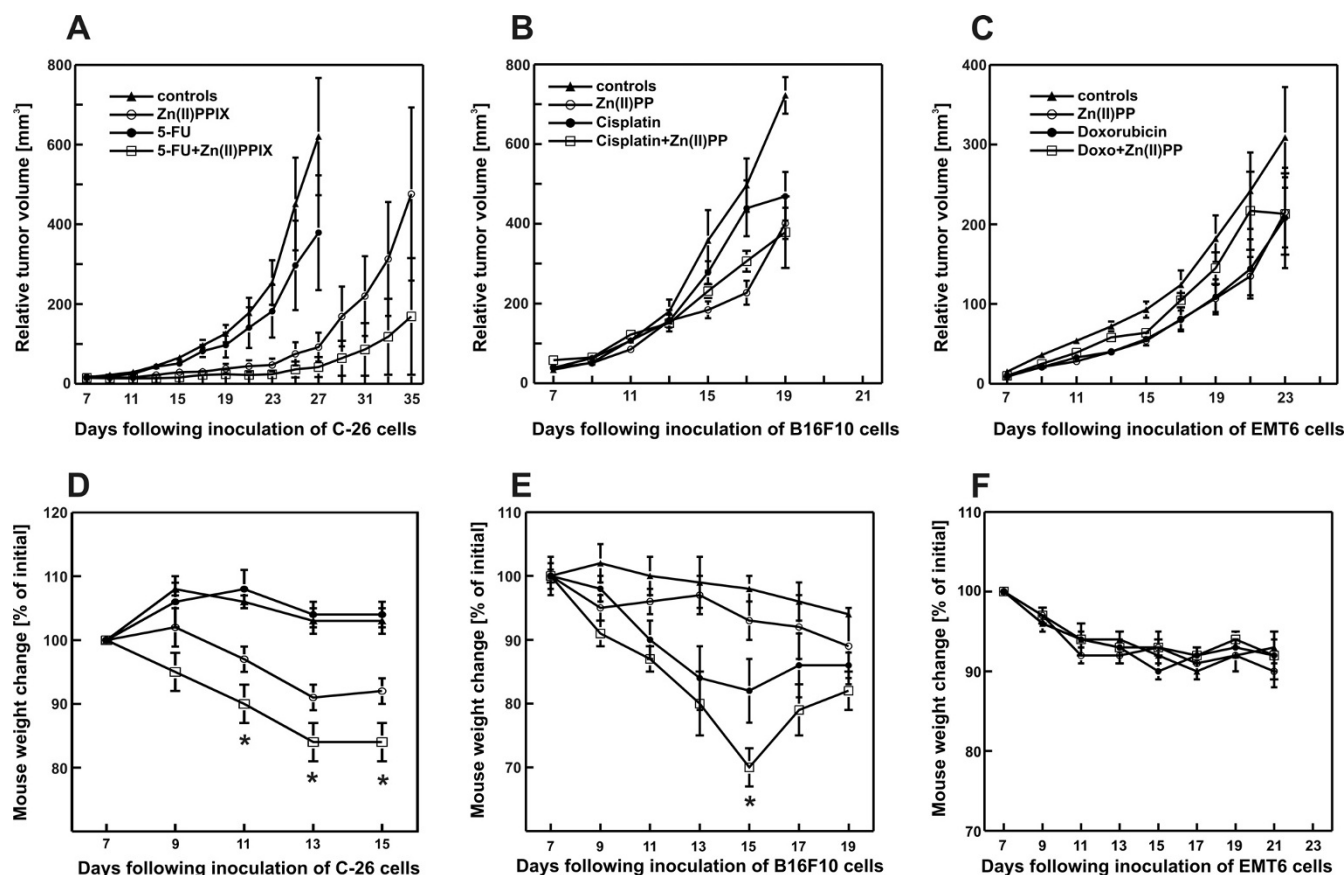 A
Relative tumor volume [mm³]
800
600
400
200
0
controls
Zn(II)PPIX
5-FU
5-FU+Zn(II)PPIX
7 11 15 19 23 27 31 35
Days following inoculation of C-26 cells
B
Relative tumor volume [mm³]
800
600
400
200
0
controls
Zn(II)PP
Cisplatin
Cisplatin+Zn(II)PP
7 11 15 19 21
Days following inoculation of B16F10 cells
C
Relative tumor volume [mm³]
400
300
200
100
0
controls
Zn(II)PP
Doxorubicin
Doxo+Zn(II)PP
7 11 15 19 23
Days following inoculation of EMT6 cells
D
Mouse weight change [% of initial]
120
110
100
90
80
* * *
7 9 11 13 15
Days following inoculation of C-26 cells
E
Mouse weight change [% of initial]
110
100
90
80
70
*
7 9 11 13 15 17 19
Days following inoculation of B16F10 cells
F
Mouse weight change [% of initial]
110
100
90
80
70
7 9 11 13 15 17 19 21 23
Days following inoculation of EMT6 cells